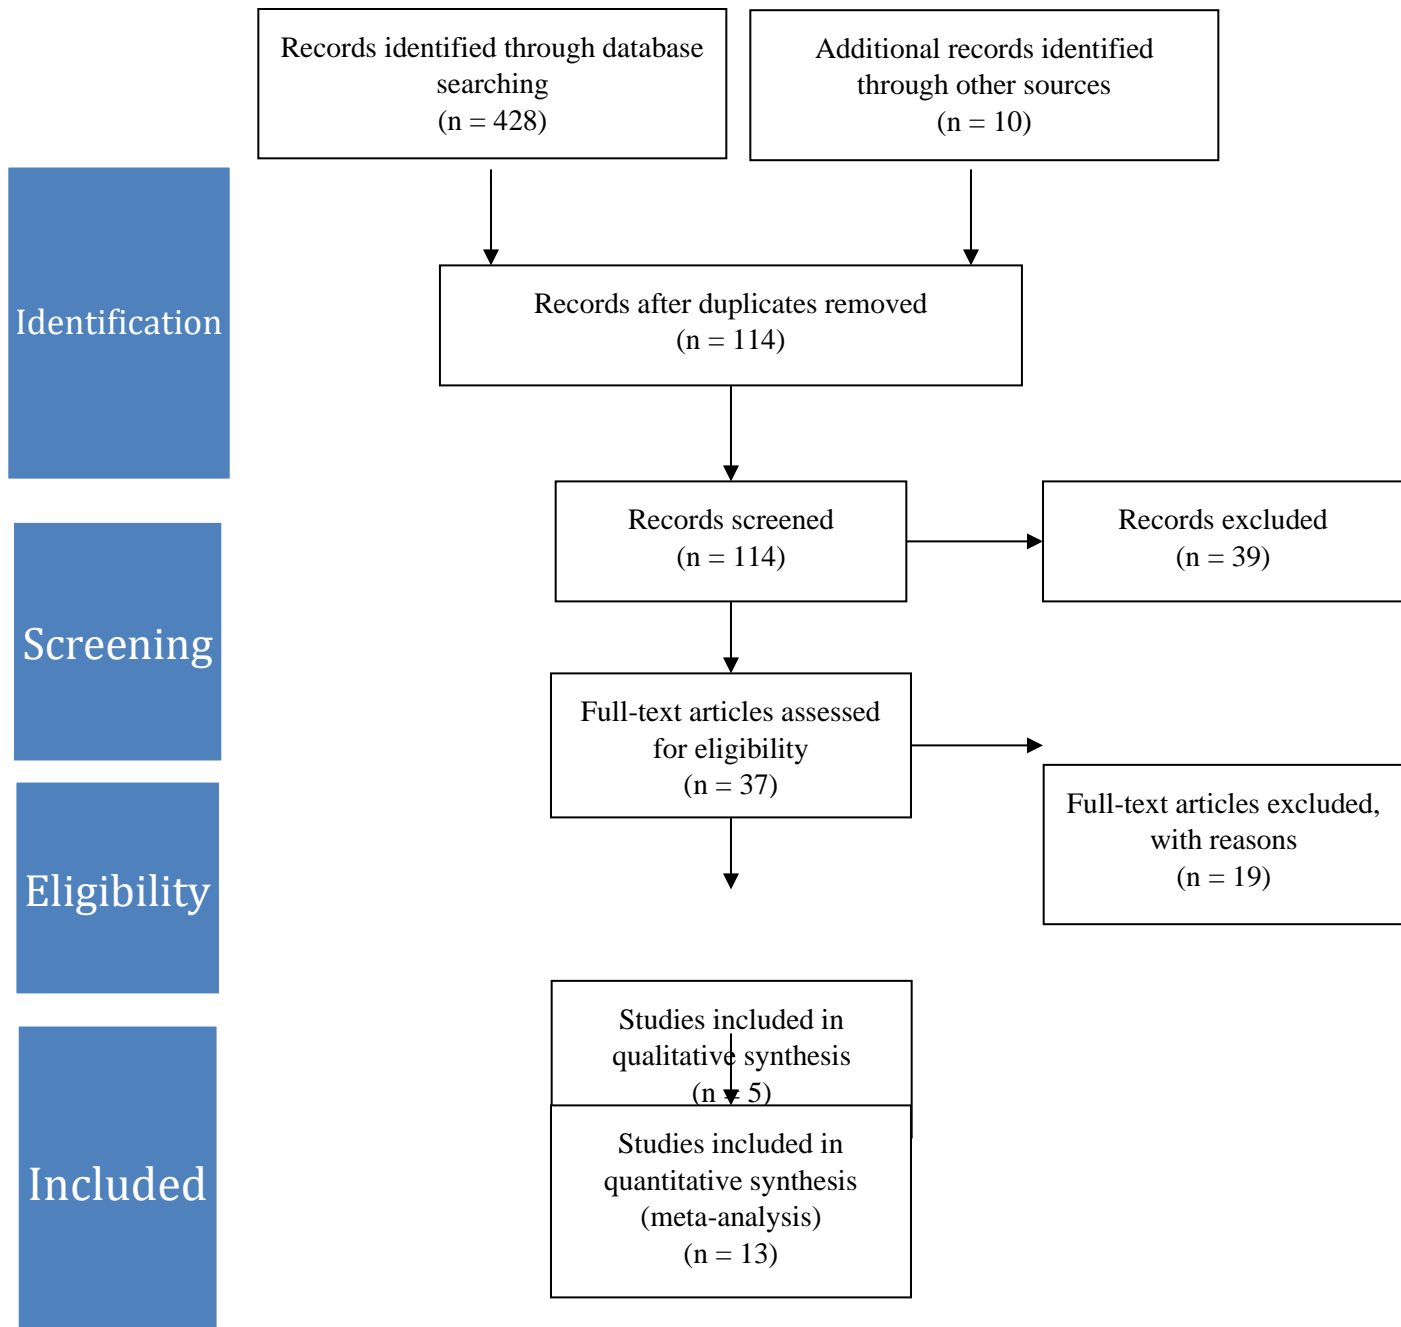 Records identified through database
searching
(n = 428)
Additional records identified
through other sources
(n = 10)
Identification
Records after duplicates removed
(n = 114)
Records screened
(n = 114)
Records excluded
(n = 39)
Screening
Full-text articles assessed
for eligibility
(n = 37)
Full-text articles excluded,
with reasons
(n = 19)
Eligibility
Studies included in
qualitative synthesis
(n = 5)
Included
Studies included in
quantitative synthesis
(meta-analysis)
(n = 13)